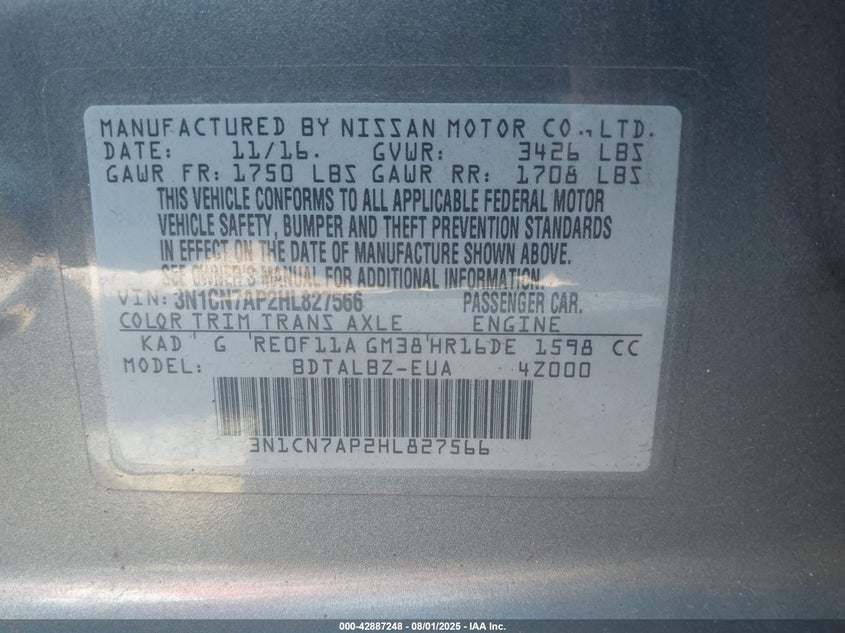 MANUFACTURED BY NISSAN MOTOR CO., LTD.
DATE: 11/16. GVWR: 3426 LBS
GAWR FR: 1750 LBS GAWR RR: 1708 LBS
THIS VEHICLE CONFORMS TO ALL APPLICABLE FEDERAL MOTOR
VEHICLE SAFETY, BUMPER AND THEFT PREVENTION STANDARDS
IN EFFECT ON THE DATE OF MANUFACTURE SHOWN ABOVE.
SEE OWNER'S MANUAL FOR ADDITIONAL INFORMATION.
VIN: 3N1CN7AP2HL827566 PASSENGER CAR.
COLOR TRIM TRANS AXLE ENGINE
KAD G RE0F11A GM38 HR16DE 1598 CC
MODEL: BDTALBZ-EUA 4Z000
3N1CN7AP2HL827566
000-42887248 - 08/01/2025 - IAA Inc.